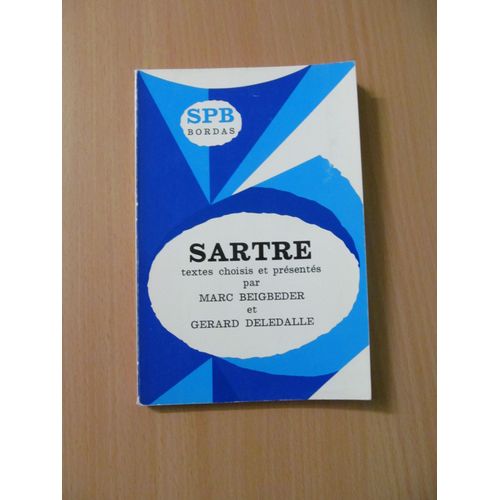 SPB
BORDAS
SARTRE
textes choisis et présentés
par
MARC BEIGBEDER
et
GERARD DELEDALLE